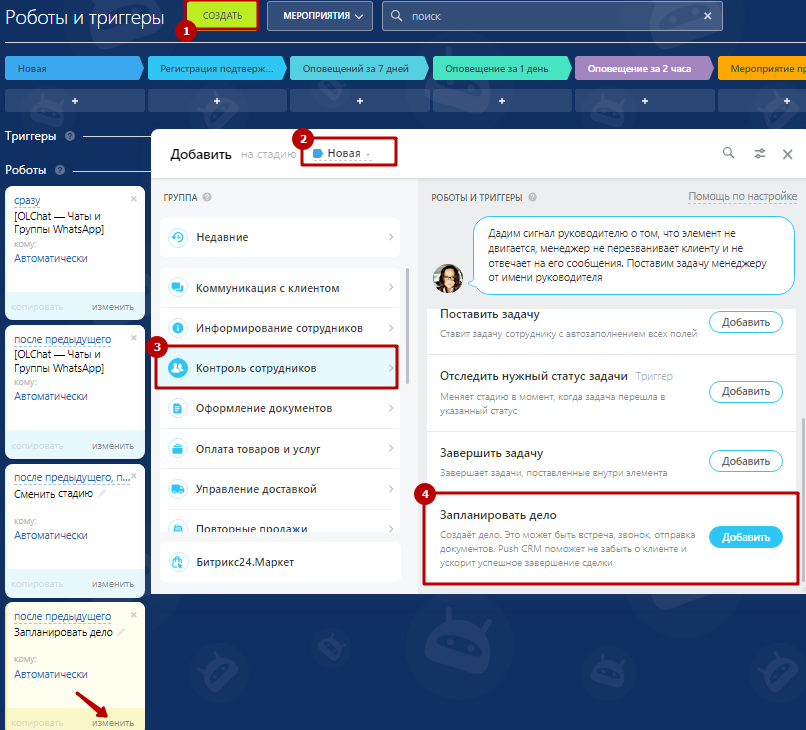 Роботы и триггеры
СОЗДАТЬ
МЕРОПРИЯТИЯ
поиск
1
Новая
Регистрация подтверж...
Оповещений за 7 дней
Оповещение за 1 день
Оповещение за 2 часа
Мероприятие пр
+ + + + + +
Триггеры ?
Роботы ?
сразу
[OLChat — Чаты и
Группы WhatsApp]
кому:
Автоматически
копировать изменить
после предыдущего
[OLChat — Чаты и
Группы WhatsApp]
кому:
Автоматически
копировать изменить
после предыдущего, п...
Сменить стадию
кому:
Автоматически
копировать изменить
после предыдущего
Запланировать дело
кому:
Автоматически
копировать изменить
2
Добавить на стадию Новая
ГРУППА ?
Недавние
Коммуникация с клиентом
Информирование сотрудников
3
Контроль сотрудников
Оформление документов
Оплата товаров и услуг
Управление доставкой
Повторные продажи
Битрикс24.Маркет
РОБОТЫ И ТРИГГЕРЫ ?
Помощь по настройке
Дадим сигнал руководителю о том, что элемент не
двигается, менеджер не перезванивает клиенту и не
отвечает на его сообщения. Поставим задачу менеджеру
от имени руководителя
Поставить задачу
Ставит задачу сотруднику с автозаполнением всех полей
Добавить
Отследить нужный статус задачи Триггер
Меняет стадию в момент, когда задача перешла в
указанный статус
Добавить
Завершить задачу
Завершает задачи, поставленные внутри элемента
Добавить
4
Запланировать дело
Создаёт дело. Это может быть встреча, звонок, отправка
документов. Push CRM поможет не забыть о клиенте и
ускорит успешное завершение сделки
Добавить